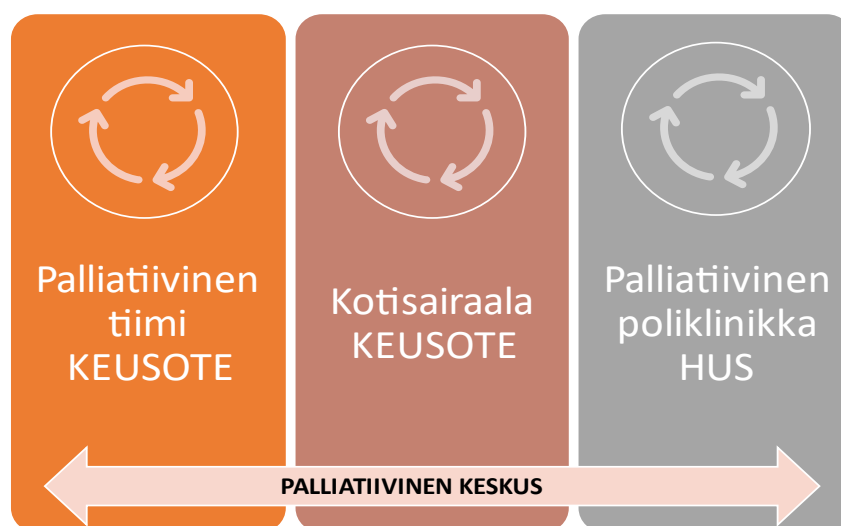 Palliatiivinen
tiimi
KEUSOTE
Kotisairaala
KEUSOTE
Palliatiivinen
poliklinikka
HUS
PALLIATIIVINEN KESKUS